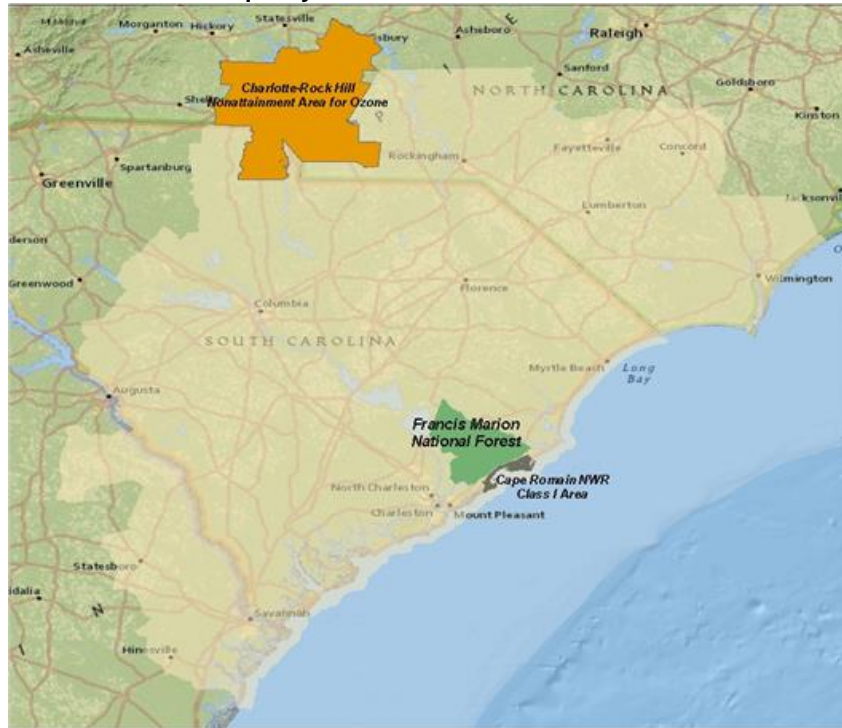 Morganton
Hickory
Statesville
Asheboro
Raleigh
Asheville
Sanford
Goldsboro
Charlotte-Rock Hill
Nonattainment Area for Ozone
NORTH CAROLINA
Kinston
Rockingham
Fayetteville
Concord
Spartanburg
Greenville
Lumberton
Greenwood
Wilmington
Florence
Columbia
SOUTH CAROLINA
Myrtle Beach
Long
Bay
Augusta
Francis Marion
National Forest
Cape Romain NWR
Class I Area
North Charleston
Charleston
Mount Pleasant
Statesboro
Savannah
Hinesville